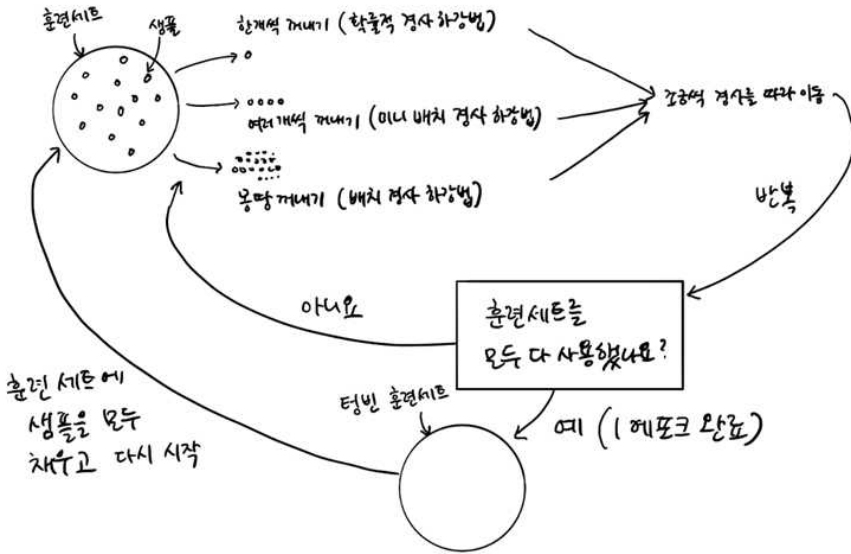 훈련세트
샘플
한개씩 꺼내기 (확률적 경사 하강법)
여러개씩 꺼내기 (미니 배치 경사 하강법)
몽땅 꺼내기 (배치 경사 하강법)
조금씩 경사를 따라 이동
반복
훈련세트를
모두 다 사용했나요?
아니요
예 (1 에포크 완료)
텅빈 훈련세트
훈련 세트에
샘플을 모두
채우고 다시 시작